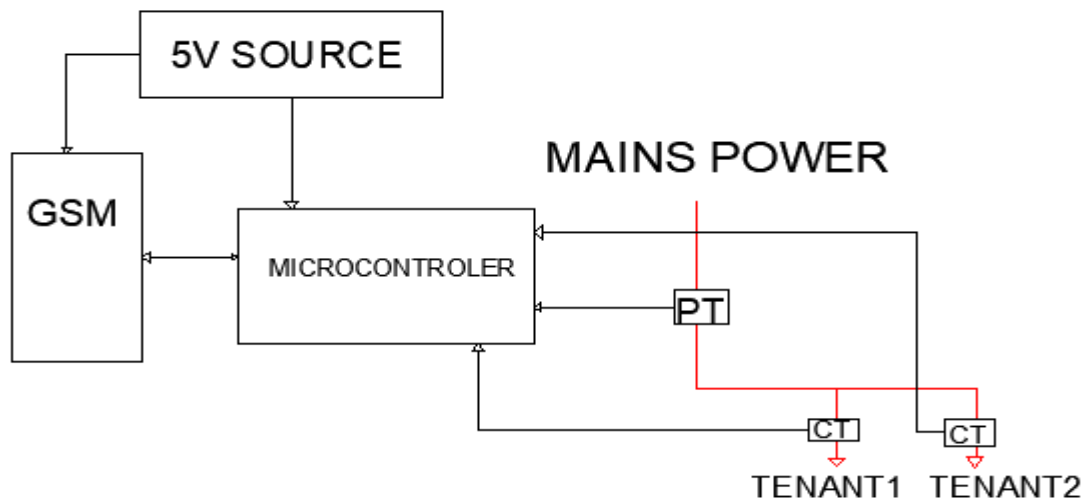 5V SOURCE
MAINS POWER
GSM
MICROCONTROLER
PT
CT
CT
TENANT1
TENANT2